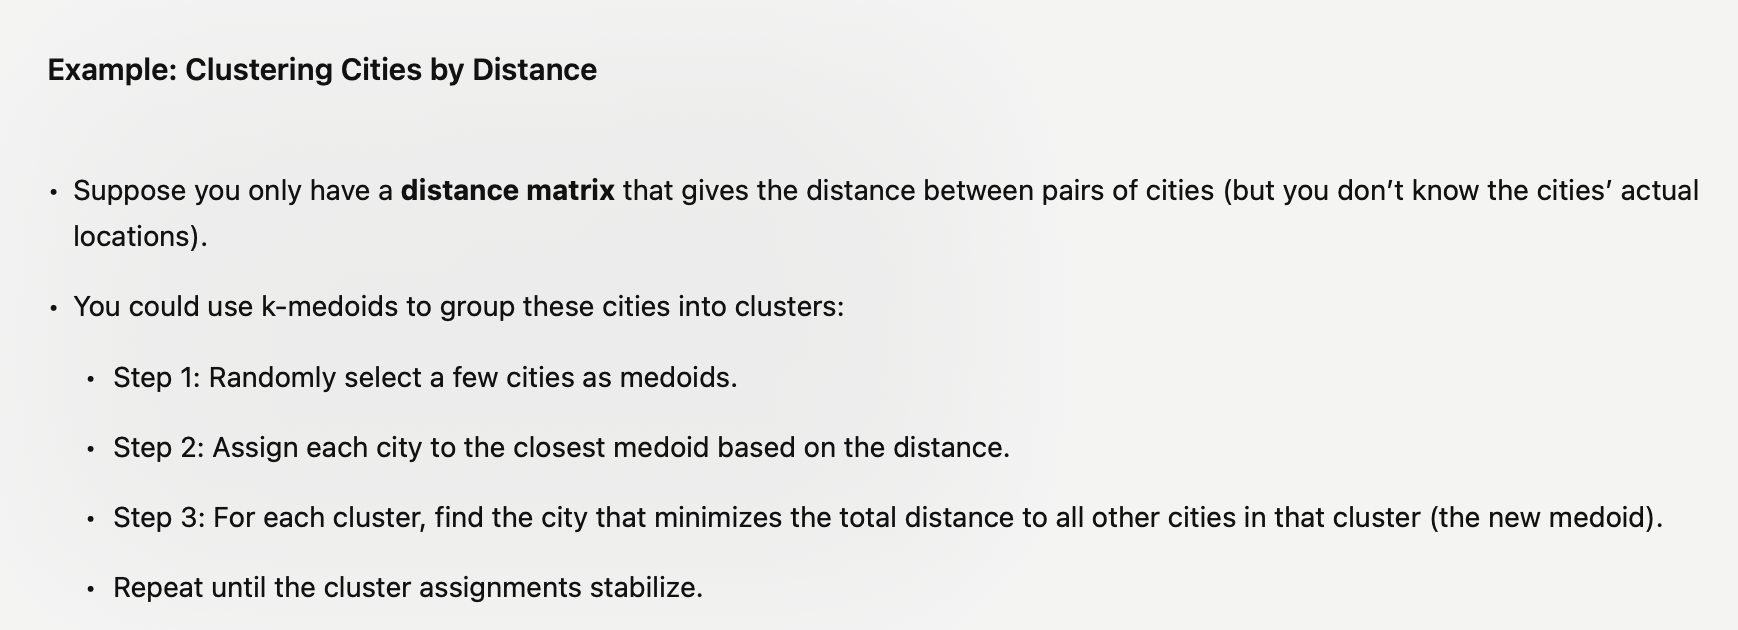 Example: Clustering Cities by Distance
• Suppose you only have a distance matrix that gives the distance between pairs of cities (but you don’t know the cities’ actual
locations).
• You could use k-medoids to group these cities into clusters:
• Step 1: Randomly select a few cities as medoids.
• Step 2: Assign each city to the closest medoid based on the distance.
• Step 3: For each cluster, find the city that minimizes the total distance to all other cities in that cluster (the new medoid).
• Repeat until the cluster assignments stabilize.